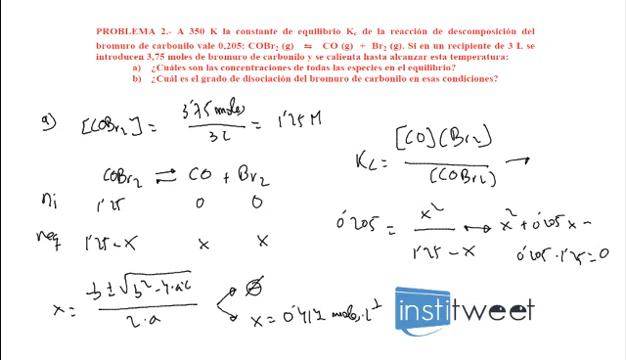 PROBLEMA 2.- A 350 K la constante de equilibrio Kc de la reacción de descomposición del
bromuro de carbonilo vale 0,205: COBr2 (g) ⇋ CO (g) + Br2 (g). Si en un recipiente de 3 L se
introducen 3,75 moles de bromuro de carbonilo y se calienta hasta alcanzar esta temperatura:
a) ¿Cuáles son las concentraciones de todas las especies en el equilibrio?
b) ¿Cuál es el grado de disociación del bromuro de carbonilo en esas condiciones?
a) [COBr2] = 3'75 moles / 3L = 1'25 M
COBr2 ⇌ CO + Br2
ni 1'25 0 0
neq 1'25-x x x
x = -b ± √b²-4·a·c / 2·a
x = 0'417 moles·L⁻¹
Kc = [CO][Br2] / [COBr2] →
0'205 = x² / 1'25-x ↔ x² + 0'205x -
0'205·1'25 = 0
institweet